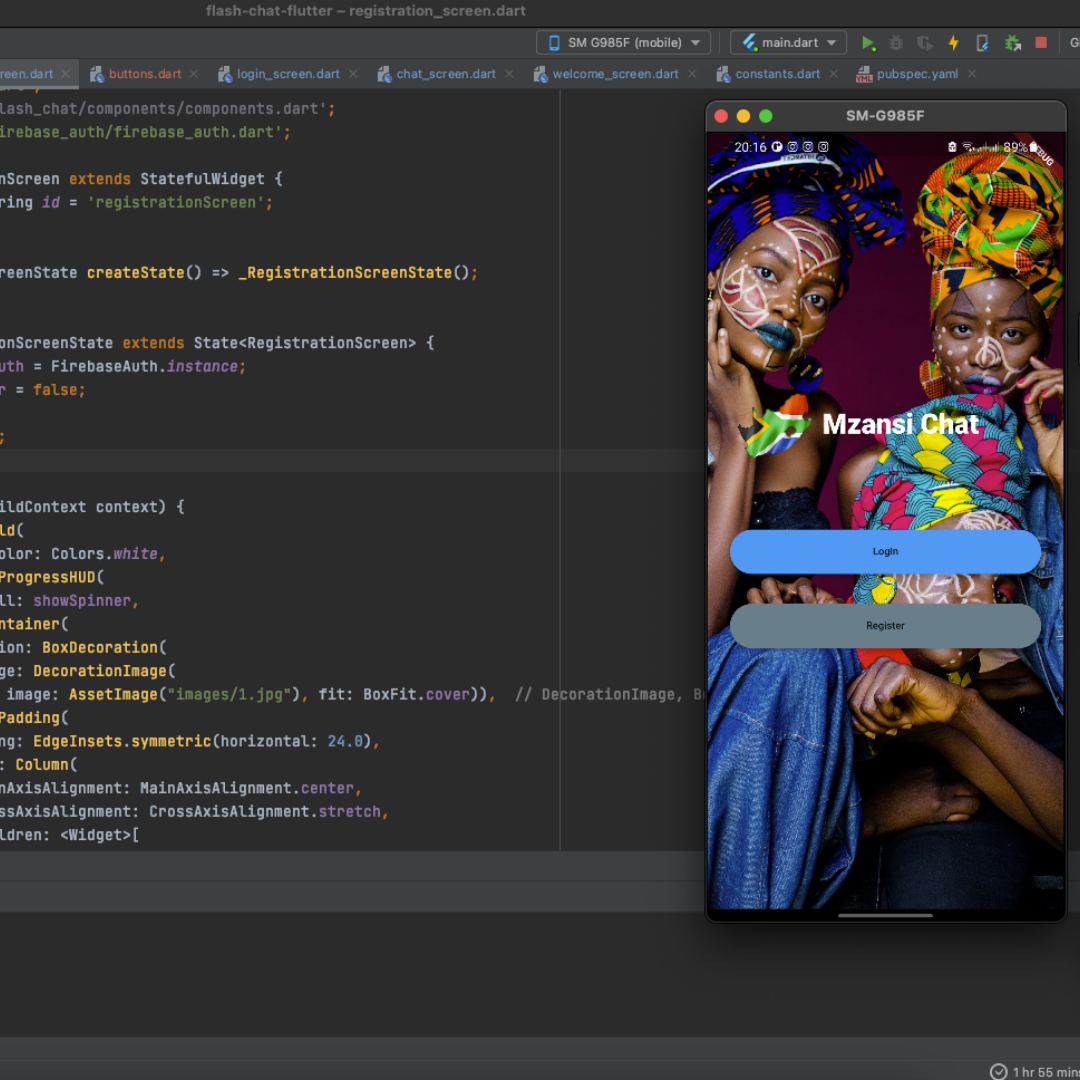 flash-chat-flutter – registration_screen.dart
SM G985F (mobile) main.dart
reen.dart buttons.dart login_screen.dart chat_screen.dart welcome_screen.dart constants.dart pubspec.yaml
lash_chat/components/components.dart';
irebase_auth/firebase_auth.dart';
nScreen extends StatefulWidget {
ring id = 'registrationScreen';
reenState createState() => _RegistrationScreenState();
onScreenState extends State<RegistrationScreen> {
uth = FirebaseAuth.instance;
r = false;
;
ildContext context) {
ld(
olor: Colors.white,
ProgressHUD(
ll: showSpinner,
ntainer(
ion: BoxDecoration(
ge: DecorationImage(
image: AssetImage("images/1.jpg"), fit: BoxFit.cover)), // DecorationImage, B
Padding(
ng: EdgeInsets.symmetric(horizontal: 24.0),
: Column(
nAxisAlignment: MainAxisAlignment.center,
ssAxisAlignment: CrossAxisAlignment.stretch,
ldren: <Widget>[
SM-G985F
20:16 89%
BUG
Mzansi Chat
Login
Register
1 hr 55 mins